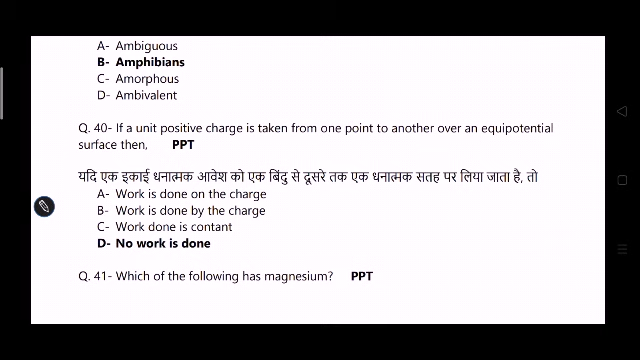 A- Ambiguous
B- Amphibians
C- Amorphous
D- Ambivalent
Q. 40- If a unit positive charge is taken from one point to another over an equipotential
surface then, PPT
यदि एक इकाई धनात्मक आवेश को एक बिंदु से दूसरे तक एक धनात्मक सतह पर लिया जाता है, तो
A- Work is done on the charge
B- Work is done by the charge
C- Work done is contant
D- No work is done
Q. 41- Which of the following has magnesium? PPT